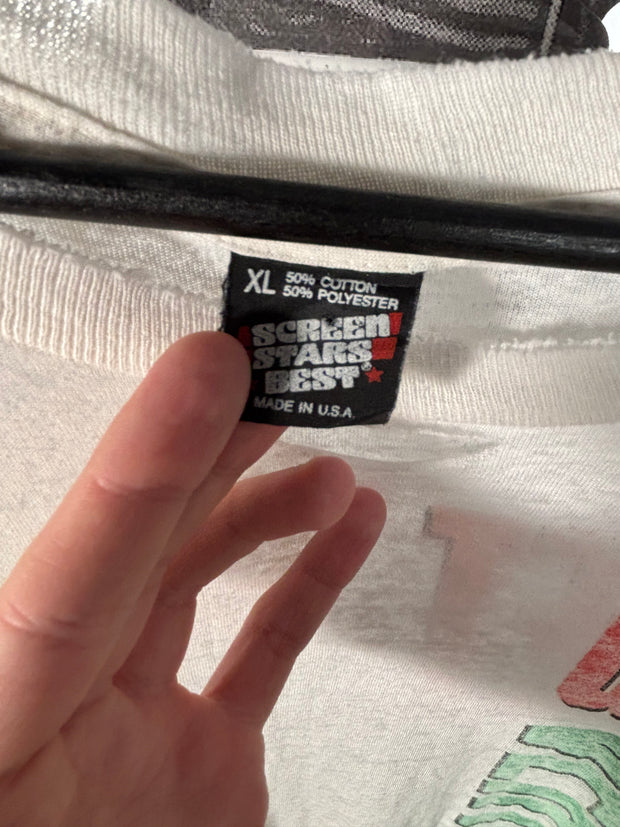 XL 50% COTTON
50% POLYESTER
SCREEN
STARS
BEST®
MADE IN U.S.A.